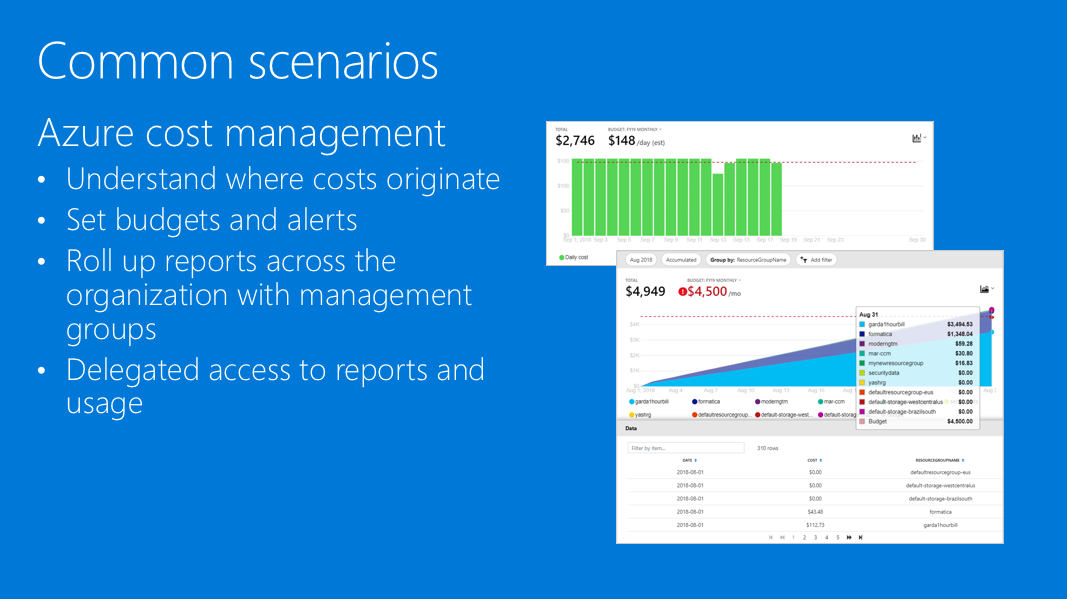 Common scenarios
Azure cost management
• Understand where costs originate
• Set budgets and alerts
• Roll up reports across the
organization with management
groups
• Delegated access to reports and
usage
TOTAL
BUDGET: FY19 MONTHLY
$2,746
$148 /day (est)
$100
$50
$0
Sep 1, 2018 Sep 3 Sep 5 Sep 7 Sep 9 Sep 11 Sep 13 Sep 15 Sep 17 Sep 19 Sep 21 Sep 23 Sep 30
Daily cost
Aug 2018
Accumulated
Group by: ResourceGroupName
Add filter
TOTAL
BUDGET: FY19 MONTHLY
$4,949
$4,500 /mo
$4K
$3K
$2K
$1K
$0
Aug 1, 2018 Aug 4 Aug 7 Aug 10 Aug 13 Aug 16
Aug 31
garda1hourbill $3,494.53
formatica $1,348.04
moderngtm $59.28
mar-ccm $30.80
mynewresourcegroup $16.83
securitydata $0.00
yashrg $0.00
defaultresourcegroup-eus $0.00
default-storage-westcentralus $0.00
default-storage-brazilsouth $0.00
Budget $4,500.00
garda1hourbill formatica moderngtm mar-ccm
yashrg defaultresourcegroup... default-storage-west... default-storag
Data
Filter by item...
310 rows
DATE COST RESOURCEGROUPNAME
2018-08-01 $0.00 defaultresourcegroup-eus
2018-08-01 $0.00 default-storage-westcentralus
2018-08-01 $0.00 default-storage-brazilsouth
2018-08-01 $43.48 formatica
2018-08-01 $112.73 garda1hourbill
1 2 3 4 5